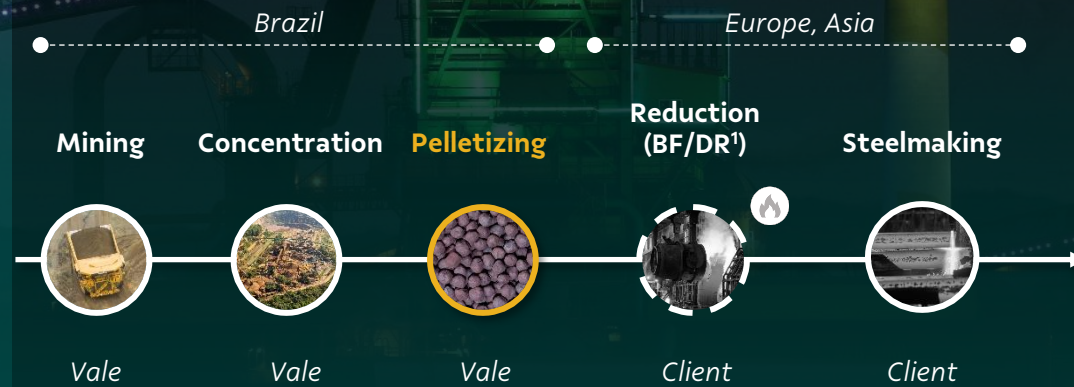 Brazil
Europe, Asia
Mining
Concentration
Pelletizing
Reduction
(BF/DR¹)
Steelmaking
Vale
Vale
Vale
Client
Client